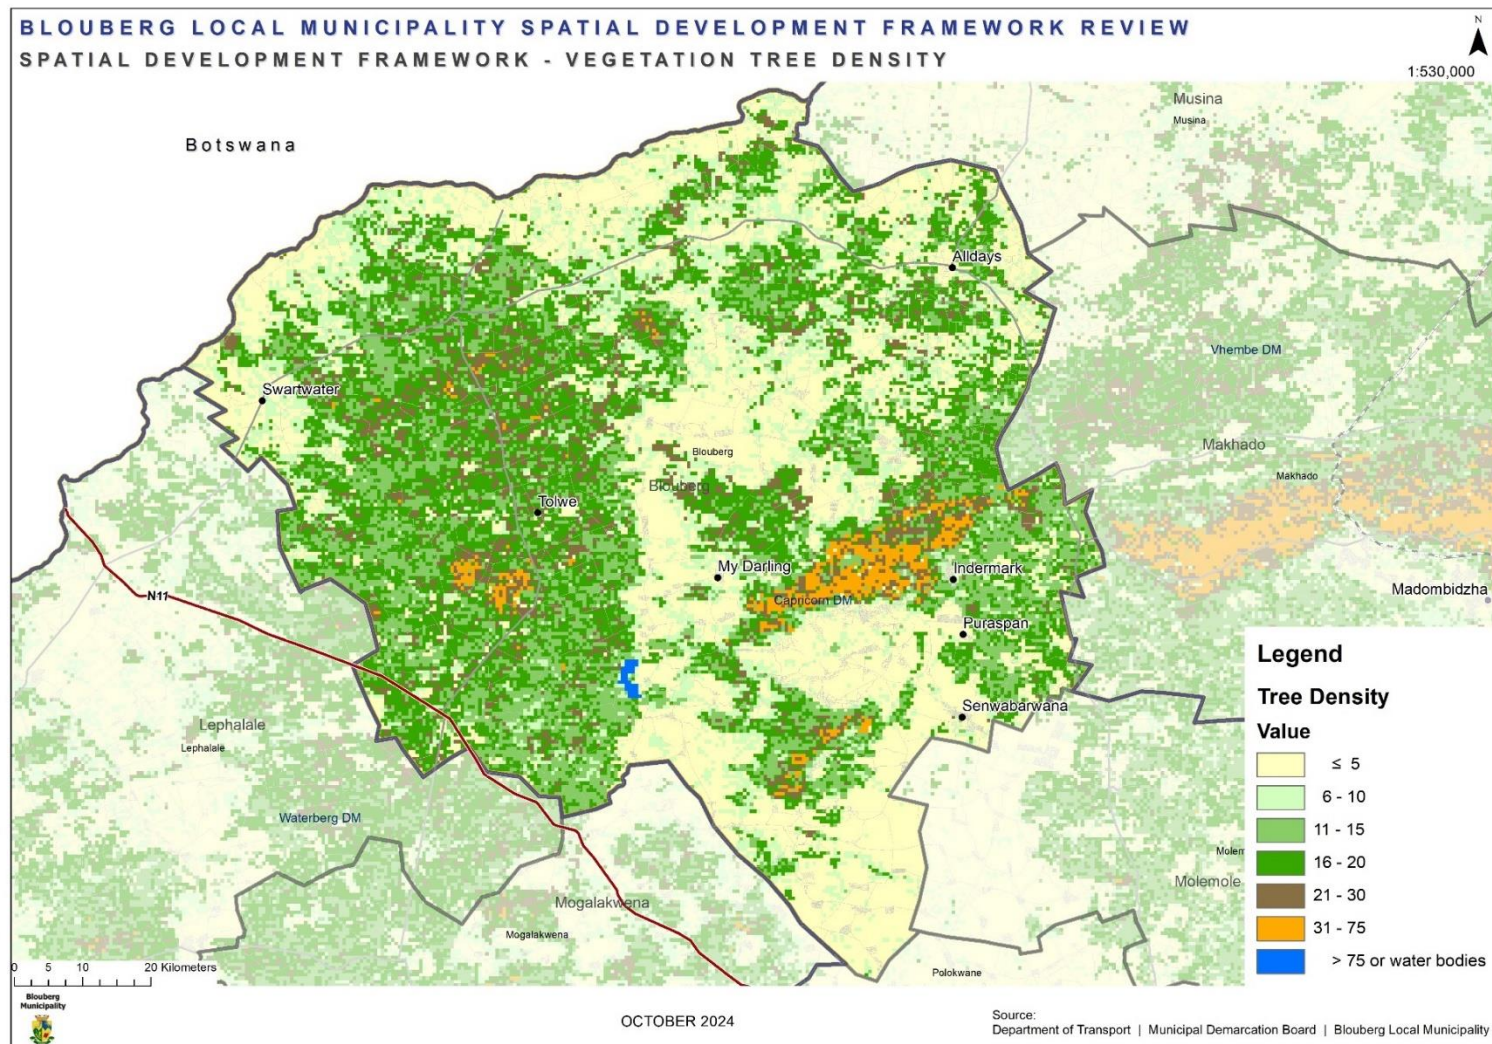 BLOUBERG LOCAL MUNICIPALITY SPATIAL DEVELOPMENT FRAMEWORK REVIEW
SPATIAL DEVELOPMENT FRAMEWORK - VEGETATION TREE DENSITY
N
1:530,000
Musina
Musina
Botswana
Alldays
Vhembe DM
Swartwater
Makhado
Blouberg
Makhado
Blouberg
Tolwe
My Darling
Indermark
N11
Capricorn DM
Madombidzha
Puraspan
Senwabarwana
Lephalale
Lephalale
Waterberg DM
Molem
Molemole
Mogalakwena
Mogalakwena
Polokwane
Legend
Tree Density
Value
≤ 5
6 - 10
11 - 15
16 - 20
21 - 30
31 - 75
> 75 or water bodies
0 5 10 20 Kilometers
Blouberg
Municipality
OCTOBER 2024
Source:
Department of Transport | Municipal Demarcation Board | Blouberg Local Municipality